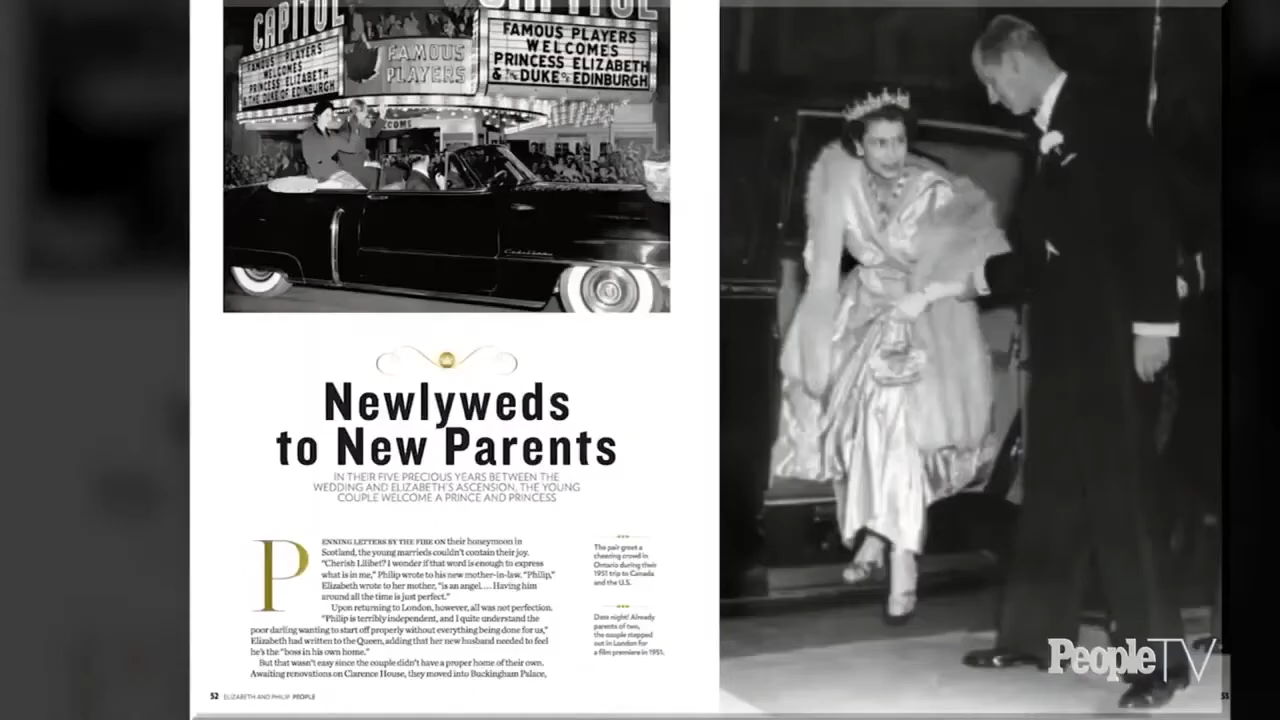 CAPITOL
CAPITOL
FAMOUS PLAYERS
WELCOMES
PRINCESS ELIZABETH
& THE DUKE OF EDINBURGH
FAMOUS
PLAYERS
FAMOUS PLAYERS
WELCOMES
PRINCESS ELIZABETH
& THE DUKE OF EDINBURGH
Newlyweds
to New Parents
IN THEIR FIVE PRECIOUS YEARS BETWEEN THE
WEDDING AND ELIZABETH'S ASCENSION, THE YOUNG
COUPLE WELCOME A PRINCE AND PRINCESS
PENNING LETTERS BY THE FIRE ON their honeymoon in
Scotland, the young marrieds couldn't contain their joy.
"Cherish Lilibet? I wonder if that word is enough to express
what is in me," Philip wrote to his new mother-in-law. "Philip,"
Elizabeth wrote to her mother, "is an angel.... Having him
around all the time is just perfect."
Upon returning to London, however, all was not perfection.
"Philip is terribly independent, and I quite understand the
poor darling wanting to start off properly without everything being done for us,"
Elizabeth had written to the Queen, adding that her new husband needed to feel
he's the "boss in his own home."
But that wasn't easy since the couple didn't have a proper home of their own.
Awaiting renovations on Clarence House, they moved into Buckingham Palace,
The pair greet a
cheering crowd in
Ontario during their
1951 trip to Canada
and the U.S.
Date night! Already
parents of two,
the couple stepped
out in London for
a film premiere in 1951.
52 ELIZABETH AND PHILIP PEOPLE
PeopleTV